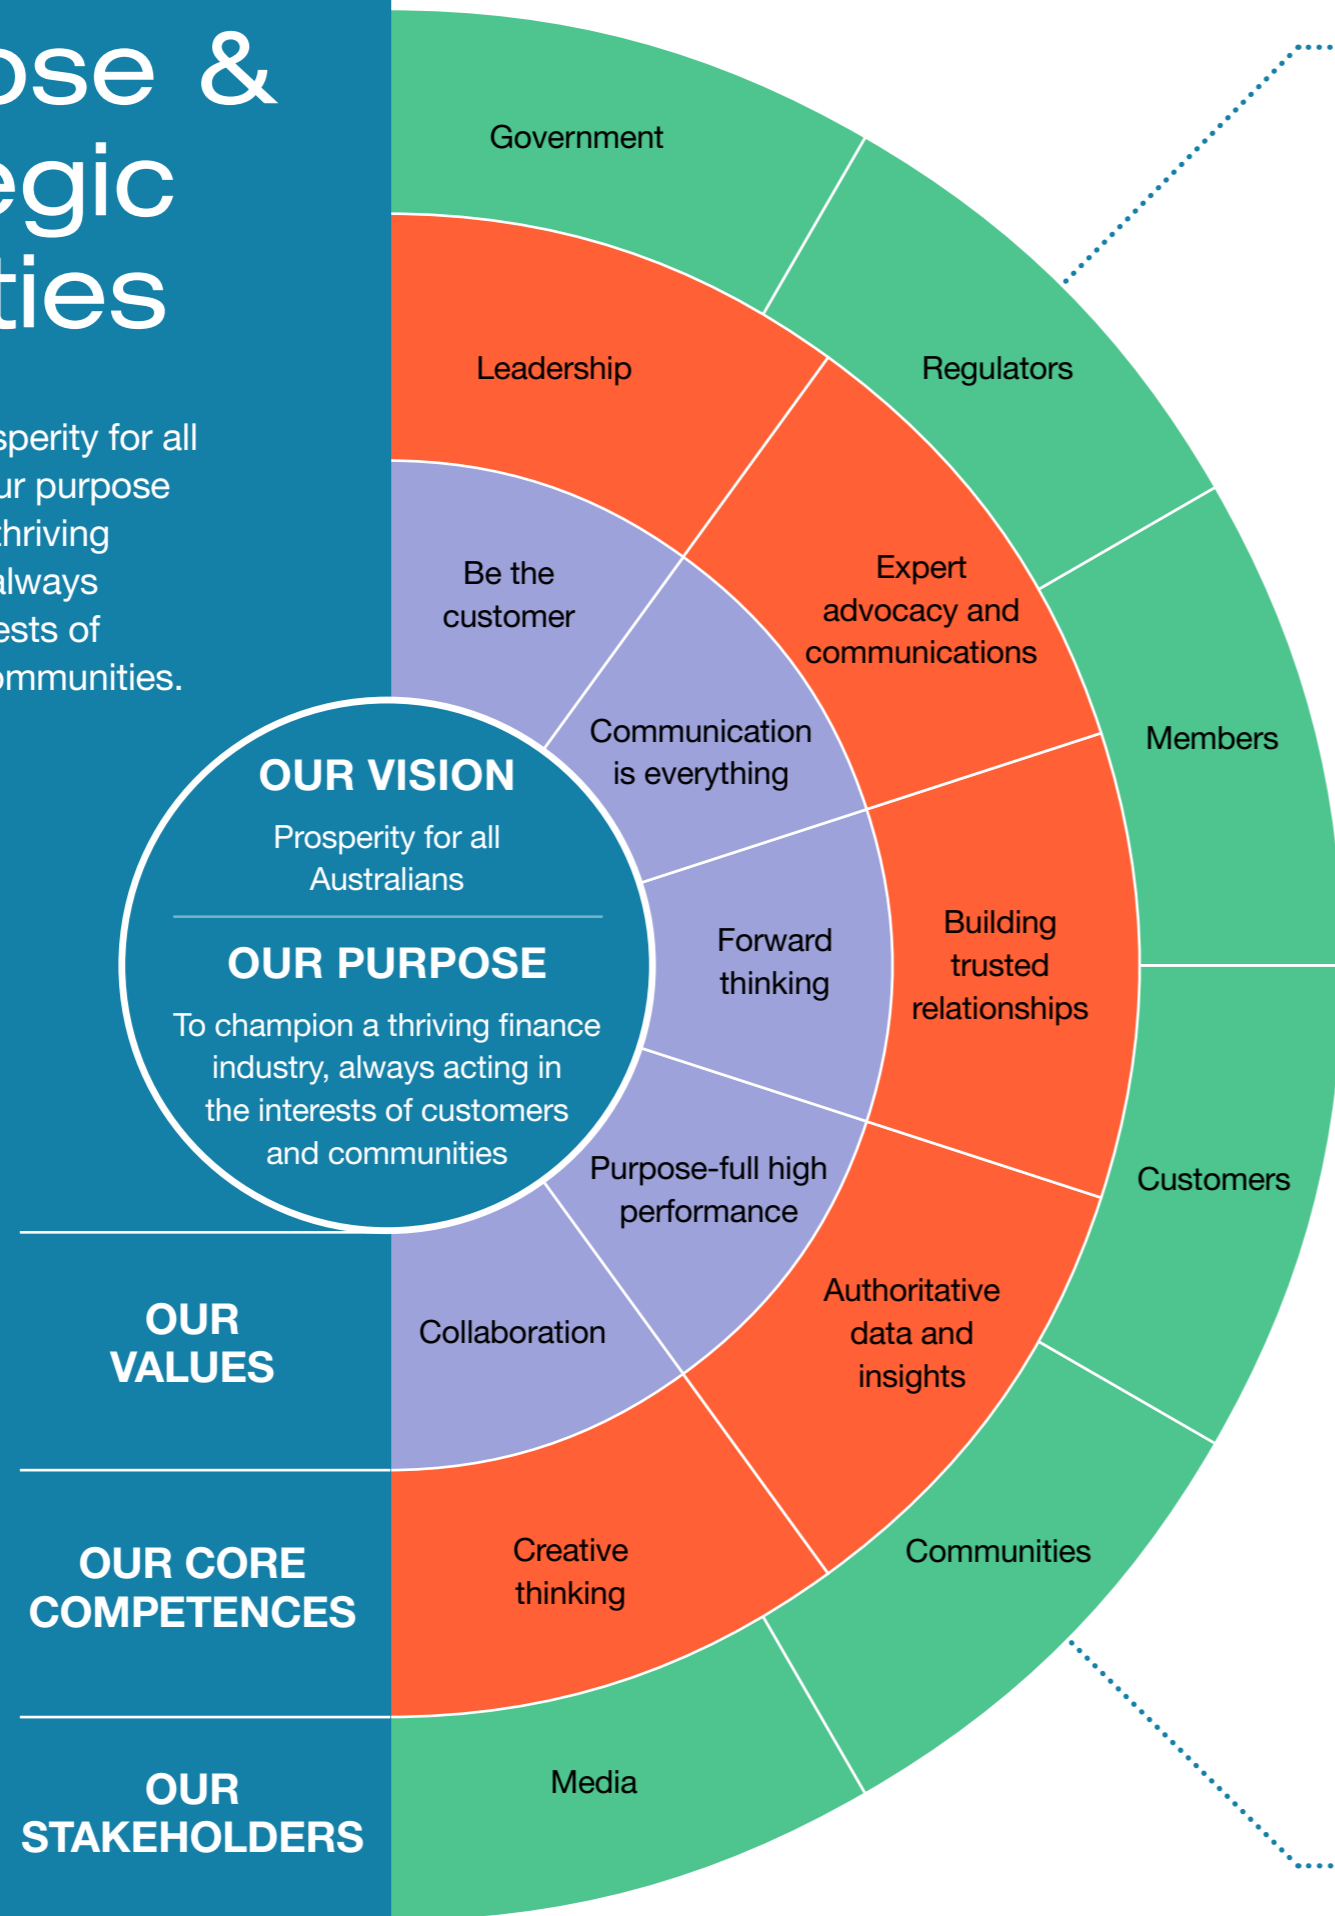 ose &
egic
ties
sperity for all
ur purpose
thriving
always
ests of
ommunities.
OUR VISION
Prosperity for all
Australians
OUR PURPOSE
To champion a thriving finance
industry, always acting in
the interests of customers
and communities
OUR
VALUES
OUR CORE
COMPETENCES
OUR
STAKEHOLDERS
Be the
customer
Communication
is everything
Forward
thinking
Purpose-full high
performance
Collaboration
Leadership
Expert
advocacy and
communications
Building
trusted
relationships
Authoritative
data and
insights
Creative
thinking
Government
Regulators
Members
Customers
Communities
Media